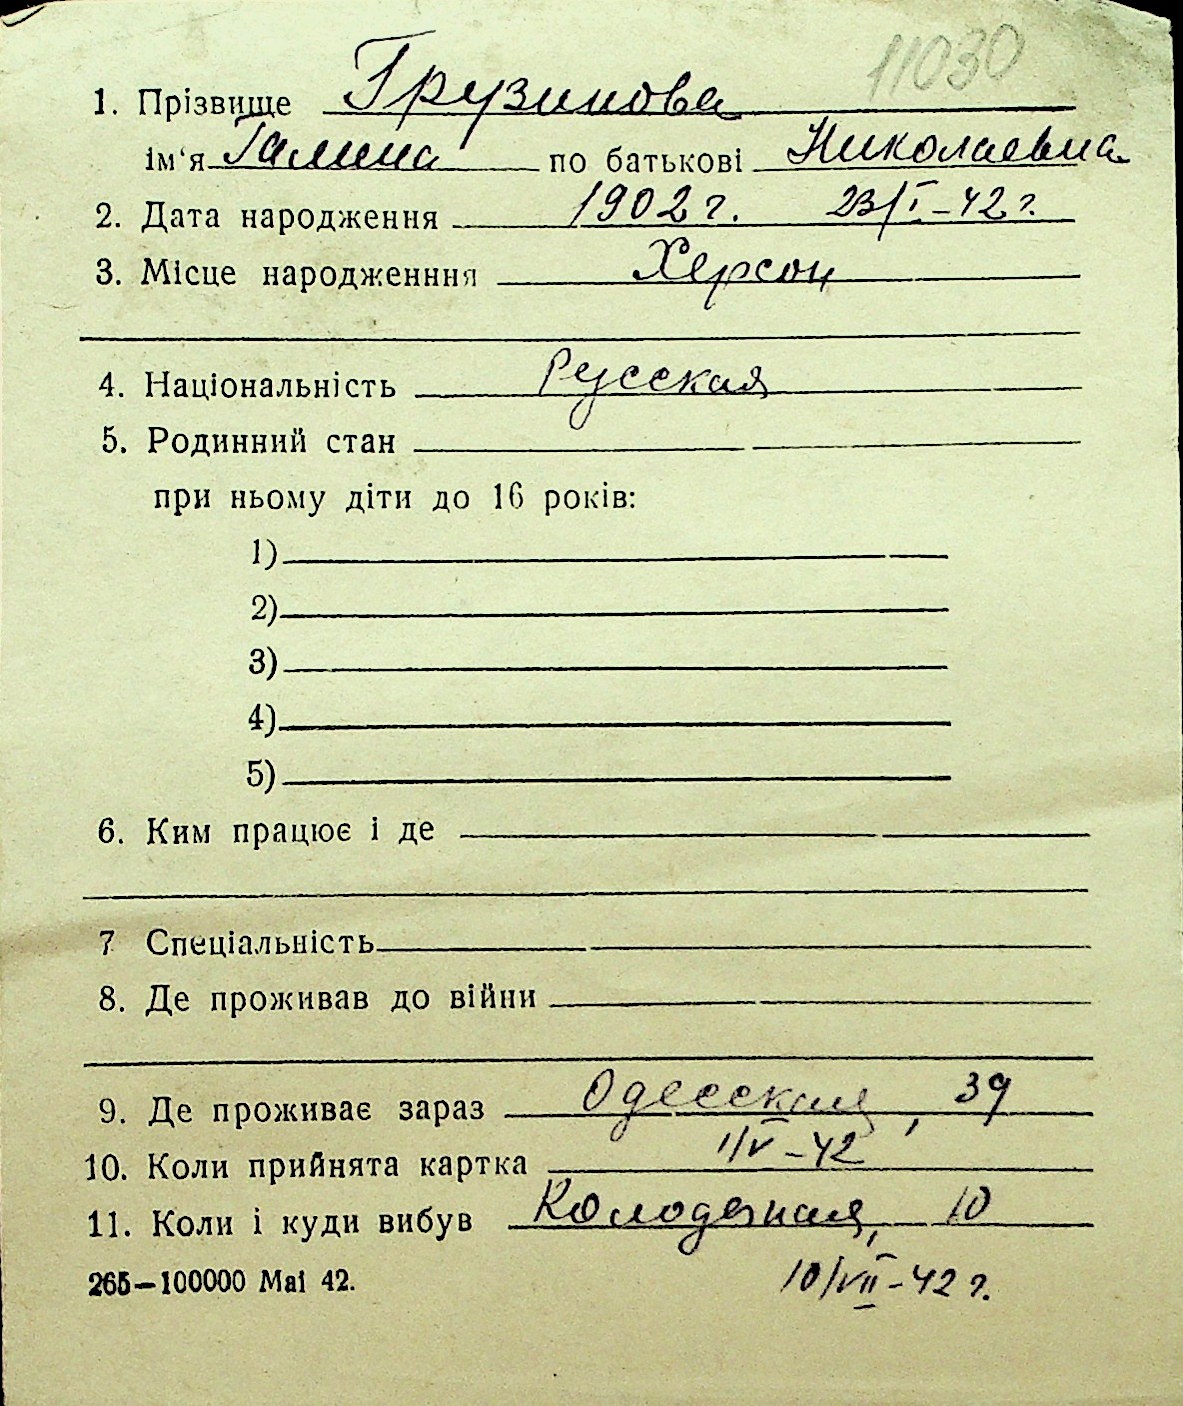 11030
1. Прізвище Грузинова
ім'я Галина по батькові Николаевна
2. Дата народження 1902 г. 23/I-42 г.
3. Місце народженння Херсон
4. Національність Русская
5. Родинний стан
при ньому діти до 16 років:
1)
2)
3)
4)
5)
6. Ким працює і де
7 Спеціальність
8. Де проживав до війни
9. Де проживає зараз Одесская, 39
10. Коли прийнята картка 1/V-42
11. Коли і куди вибув Колодезная, 10
265—100000 Mai 42. 10/VII-42 г.